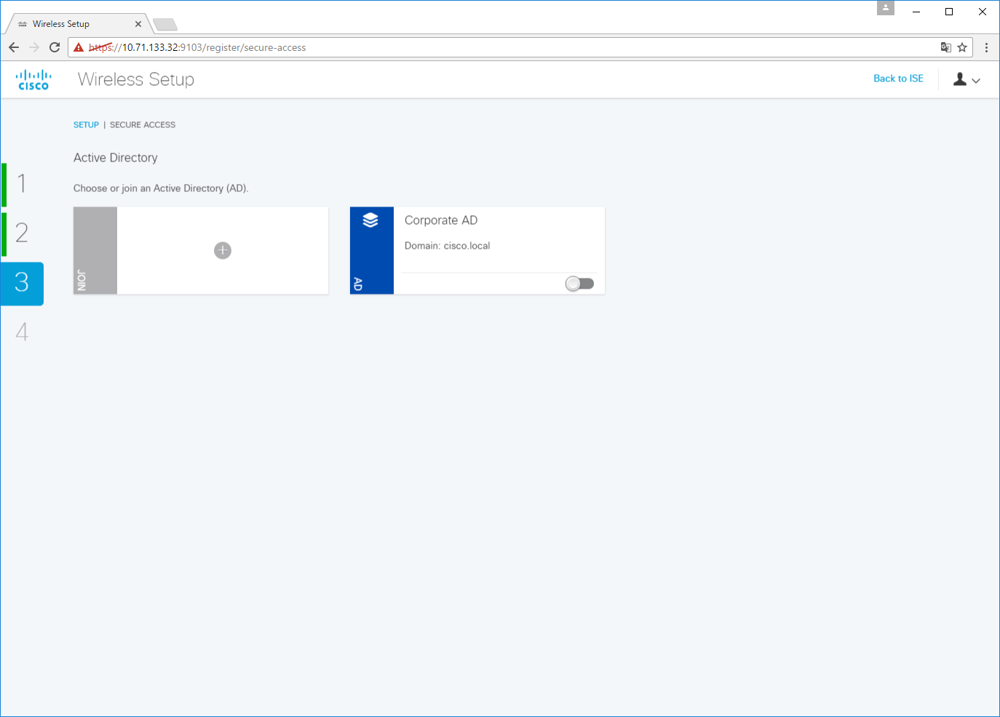 Wireless Setup
https://10.71.133.32:9103/register/secure-access
cisco
Wireless Setup
Back to ISE
SETUP | SECURE ACCESS
Active Directory
Choose or join an Active Directory (AD).
1
2
3
4
JOIN
AD
Corporate AD
Domain: cisco.local